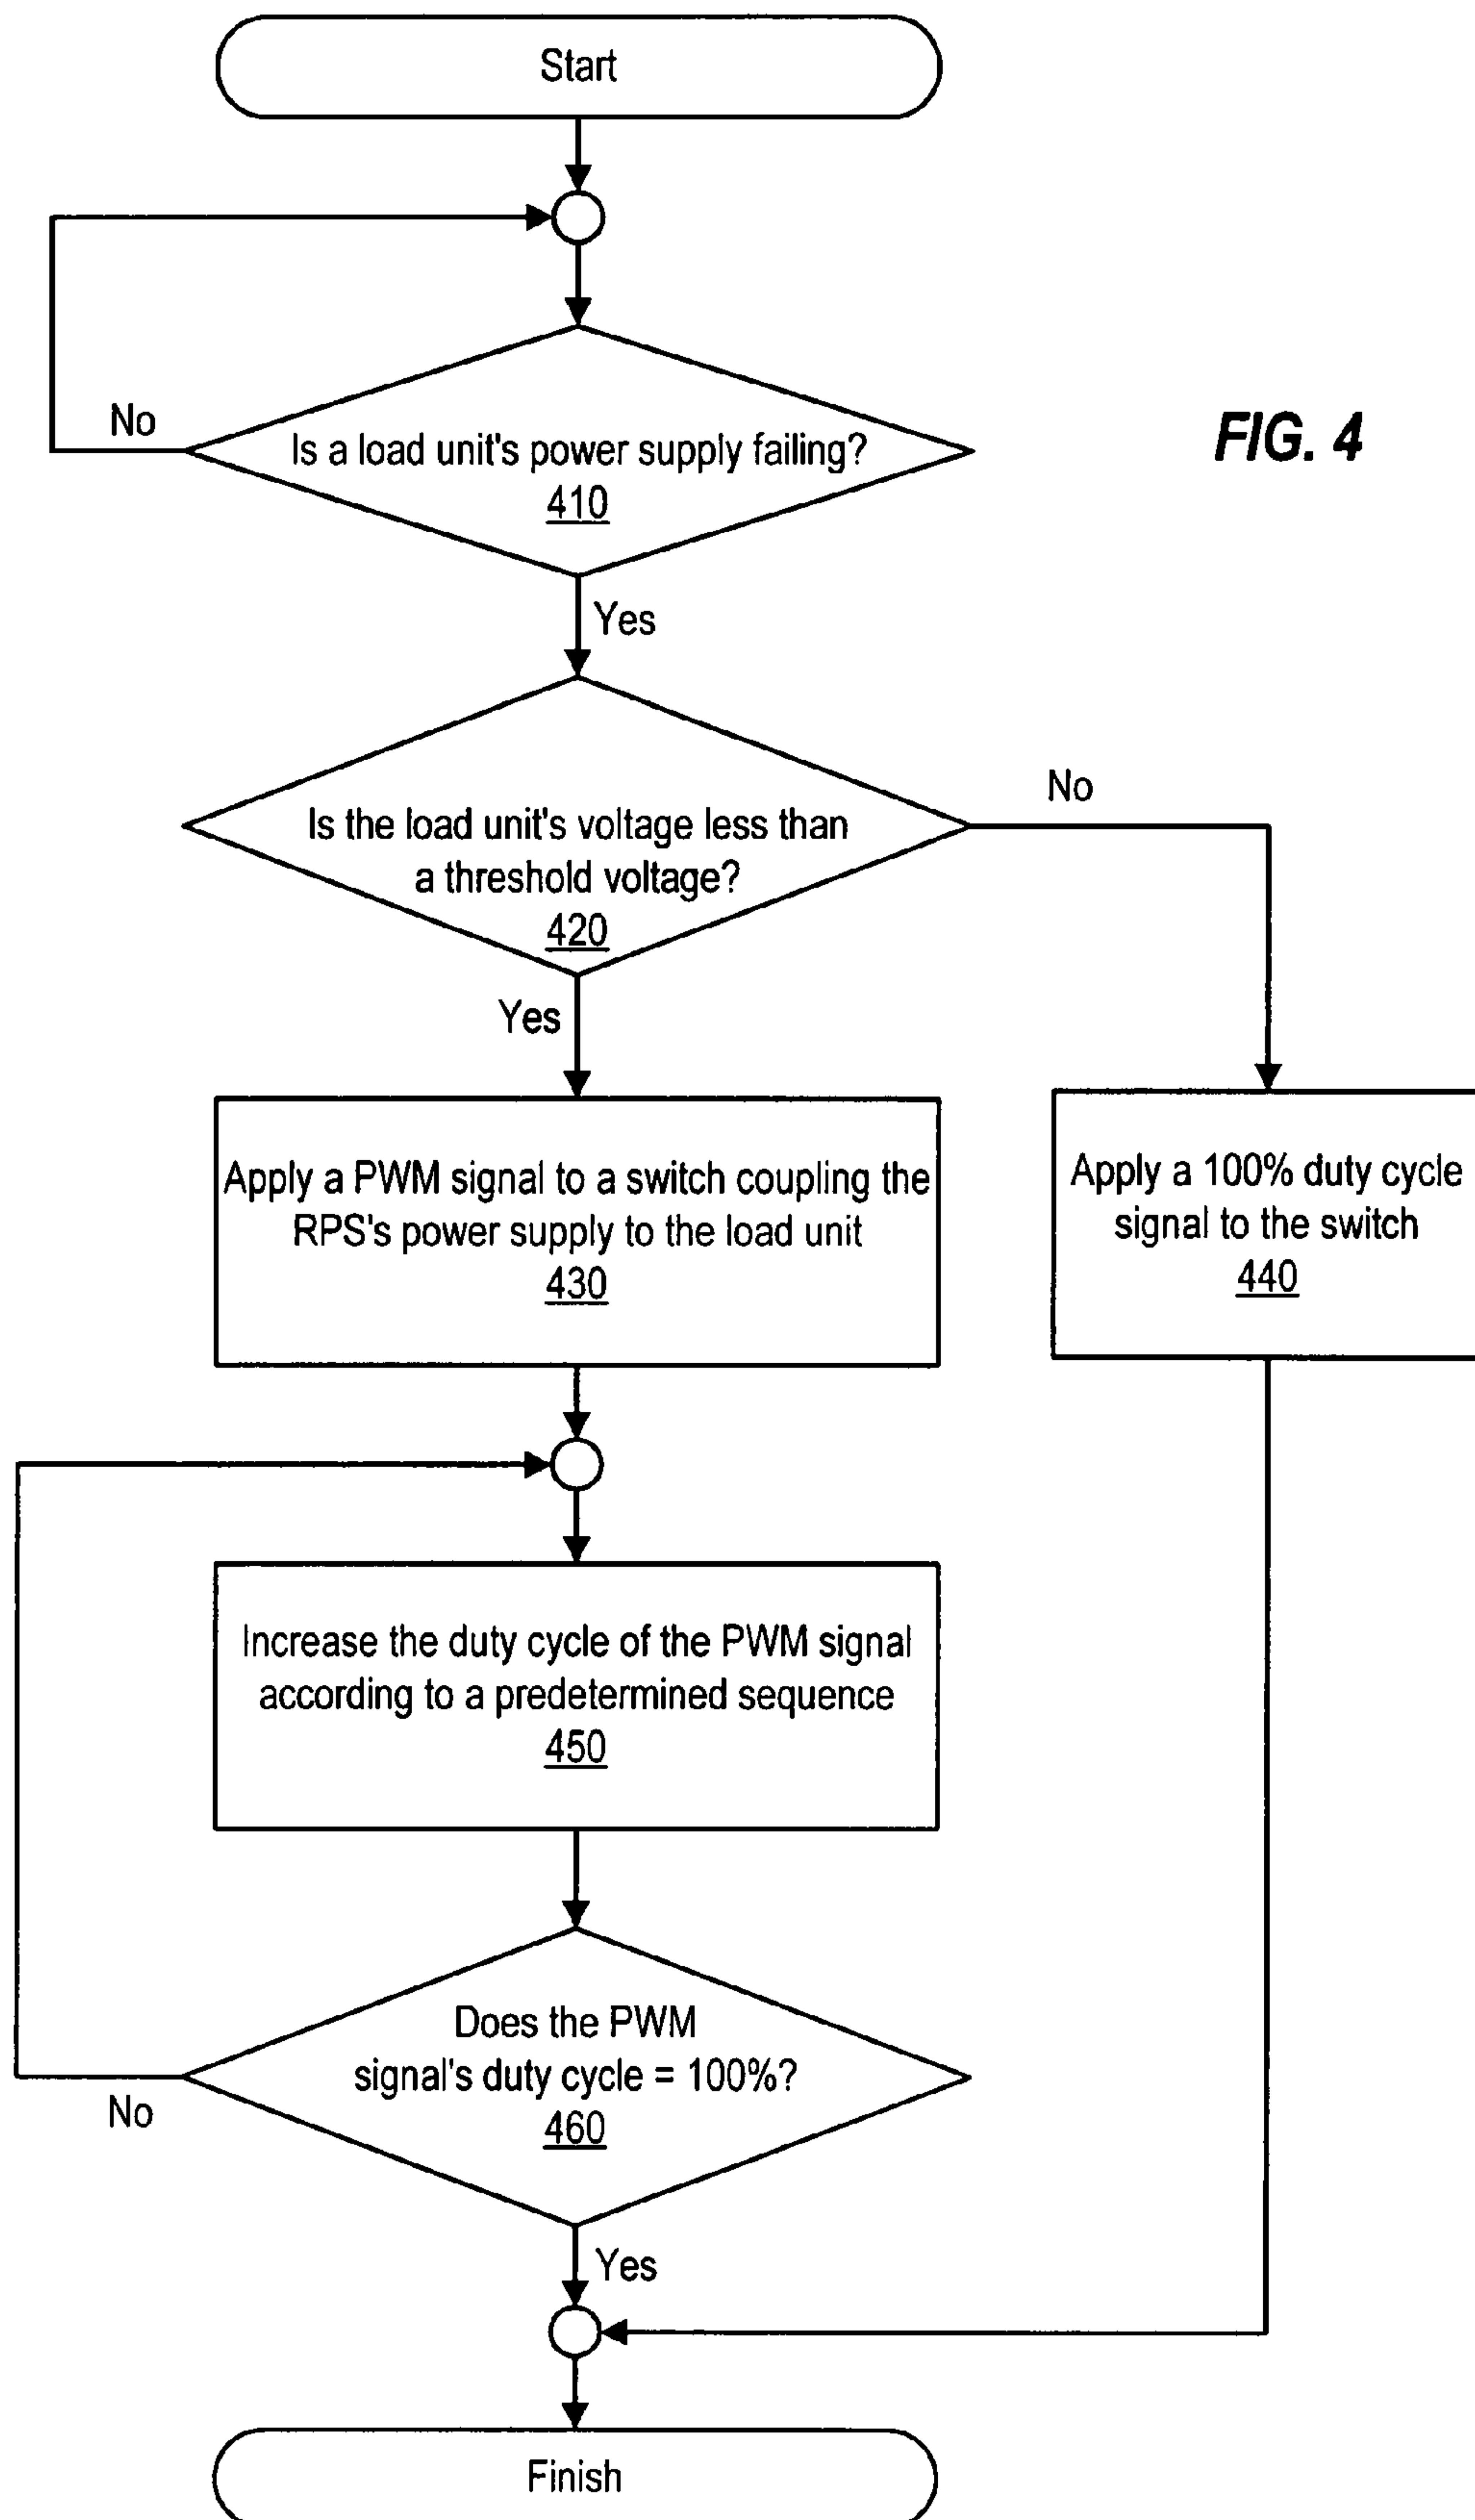 Start
No
Is a load unit's power supply failing?
410
FIG. 4
Yes
Is the load unit's voltage less than
a threshold voltage?
420
No
Yes
Apply a PWM signal to a switch coupling the
RPS's power supply to the load unit
430
Apply a 100% duty cycle
signal to the switch
440
Increase the duty cycle of the PWM signal
according to a predetermined sequence
450
Does the PWM
signal's duty cycle = 100%?
460
No
Yes
Finish